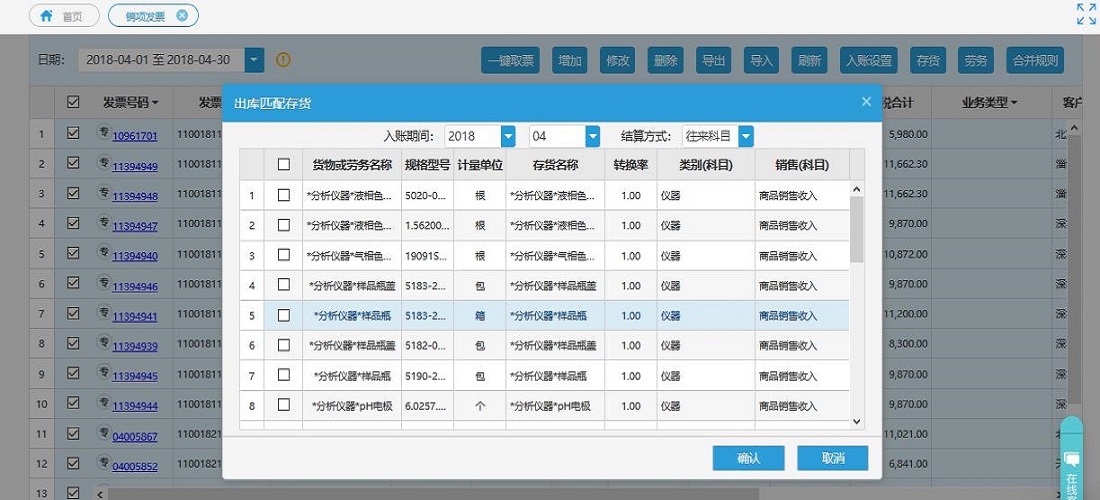 首页 销项发票
日期： 2018-04-01 至 2018-04-30 一键取票 增加 修改 删除 导出 导入 刷新 入账设置 存货 劳务 合并规则
发票号码 发票 税合计 业务类型 客户
出库匹配存货
入账期间： 2018 04 结算方式： 往来科目
货物或劳务名称 规格型号 计量单位 存货名称 转换率 类别(科目) 销售(科目)
1 *分析仪器*液相色... 5020-0... 根 *分析仪器*液相色... 1.00 仪器 商品销售收入
2 *分析仪器*液相色... 1.56200... 根 *分析仪器*液相色... 1.00 仪器 商品销售收入
3 *分析仪器*气相色... 19091S... 根 *分析仪器*气相色... 1.00 仪器 商品销售收入
4 *分析仪器*样品瓶盖 5183-2... 包 *分析仪器*样品瓶盖 1.00 仪器 商品销售收入
5 *分析仪器*样品瓶 5183-2... 箱 *分析仪器*样品瓶 1.00 仪器 商品销售收入
6 *分析仪器*样品瓶盖 5182-0... 包 *分析仪器*样品瓶盖 1.00 仪器 商品销售收入
7 *分析仪器*样品瓶 5190-2... 包 *分析仪器*样品瓶 1.00 仪器 商品销售收入
8 *分析仪器*pH电极 6.0257.... 个 *分析仪器*pH电极 1.00 仪器 商品销售收入
确认 取消
1 专 10961701 11001811 5,980.00 北
2 专 11394949 11001811 11,662.30 淄
3 专 11394948 11001811 11,662.30 淄
4 专 11394947 11001811 9,870.00 深
5 专 11394940 11001811 10,872.00 深
6 专 11394946 11001811 9,870.00 深
7 专 11394941 11001811 11,200.00 深
8 专 11394939 11001811 8,300.00 深
9 专 11394945 11001811 9,870.00 深
10 专 11394944 11001811 9,870.00 深
11 专 04005867 11001821 11,021.00
12 专 04005852 11001821 6,841.00
13
在线